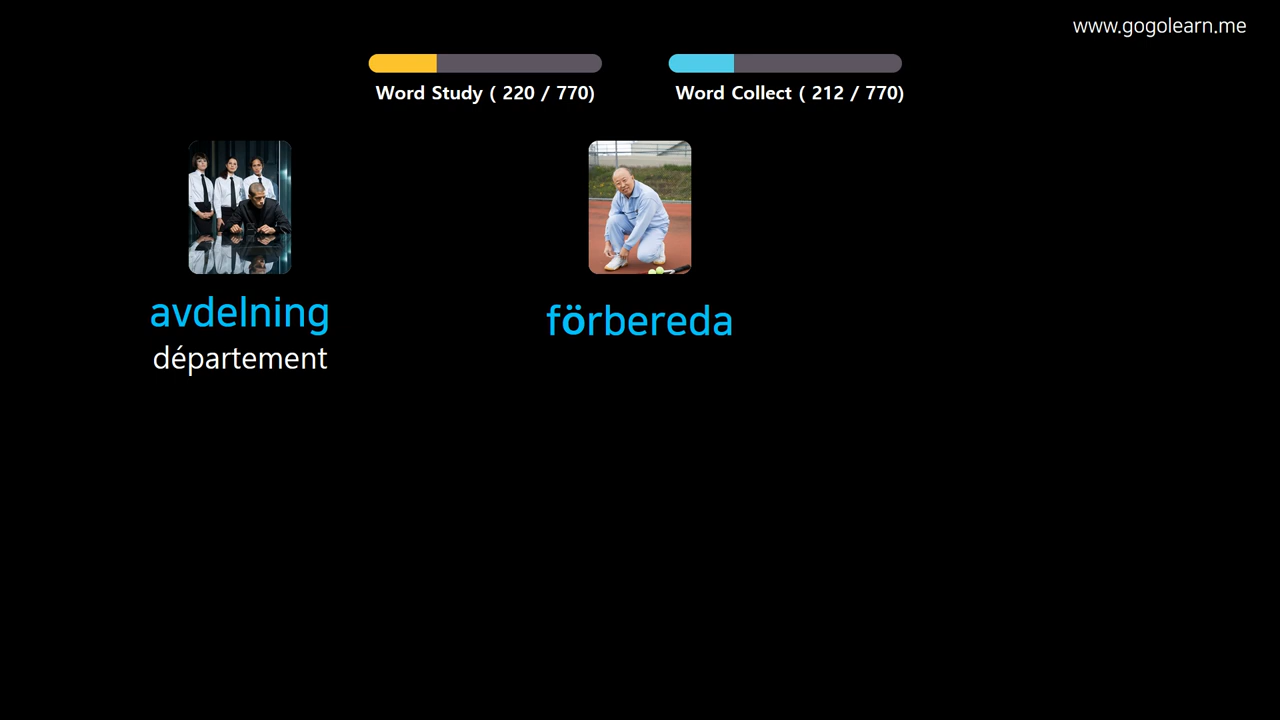 www.gogolearn.me
Word Study ( 220 / 770)
Word Collect ( 212 / 770)
avdelning
département
förbereda